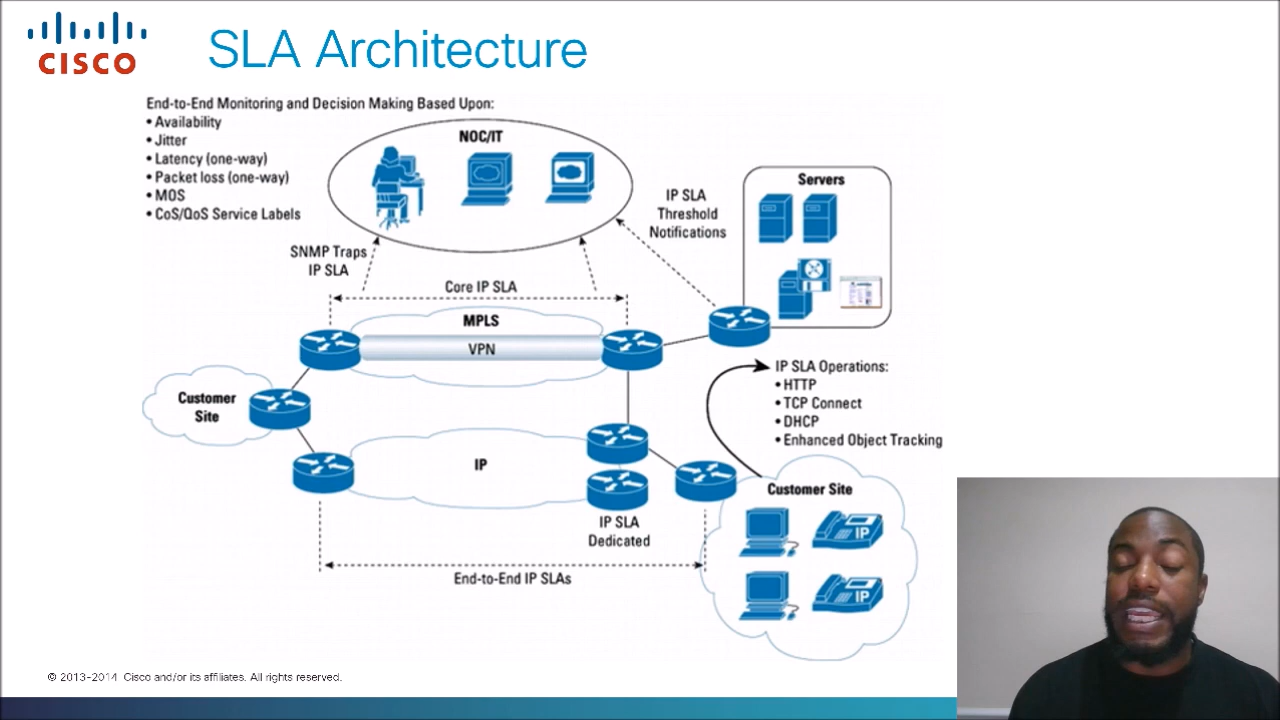 CISCO
SLA Architecture
End-to-End Monitoring and Decision Making Based Upon:
• Availability
• Jitter
• Latency (one-way)
• Packet loss (one-way)
• MOS
• CoS/QoS Service Labels
NOC/IT
IP SLA
Threshold
Notifications
Servers
SNMP Traps
IP SLA
Core IP SLA
MPLS
VPN
Customer
Site
IP SLA Operations:
• HTTP
• TCP Connect
• DHCP
• Enhanced Object Tracking
IP
Customer Site
IP
IP
IP SLA
Dedicated
End-to-End IP SLAs
© 2013-2014 Cisco and/or its affiliates. All rights reserved.